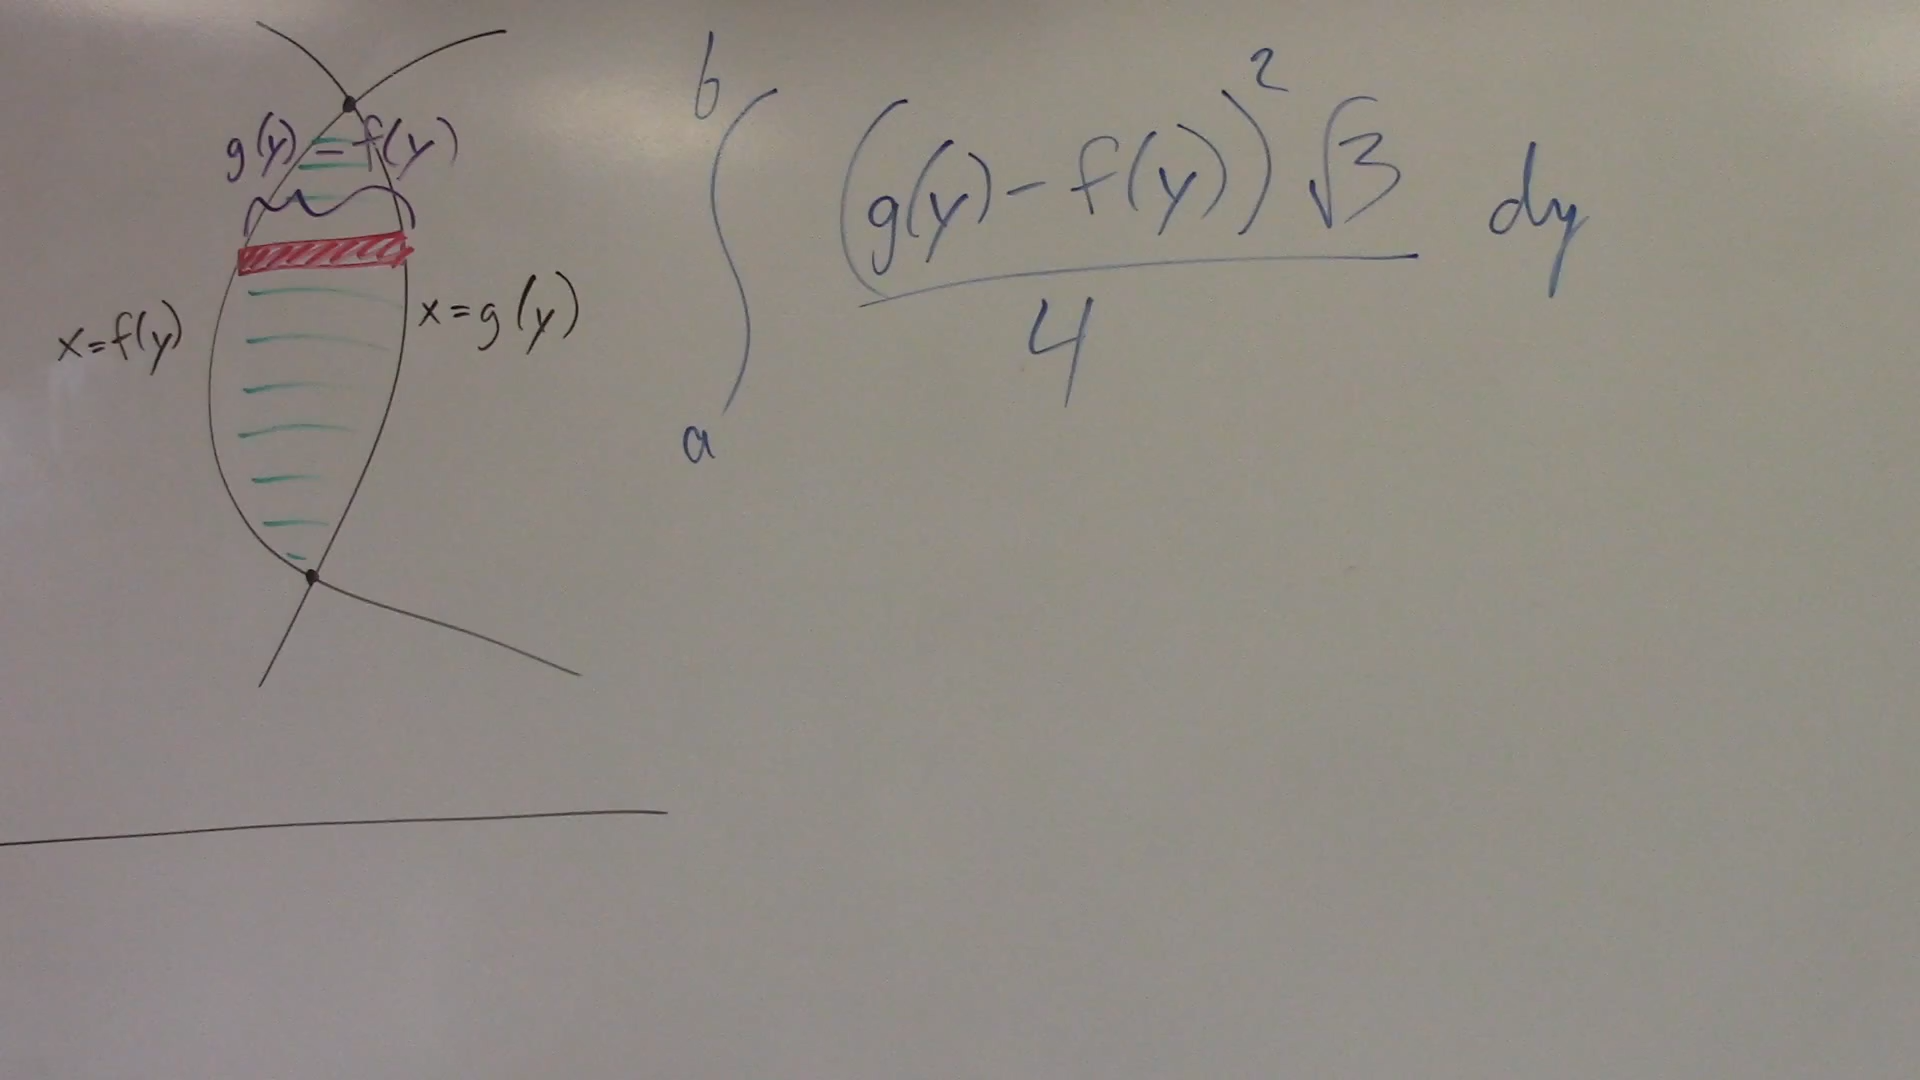 g(y) - f(y)
x=f(y)
x=g(y)
b
∫ (g(y) - f(y))² √3 dy
4
a